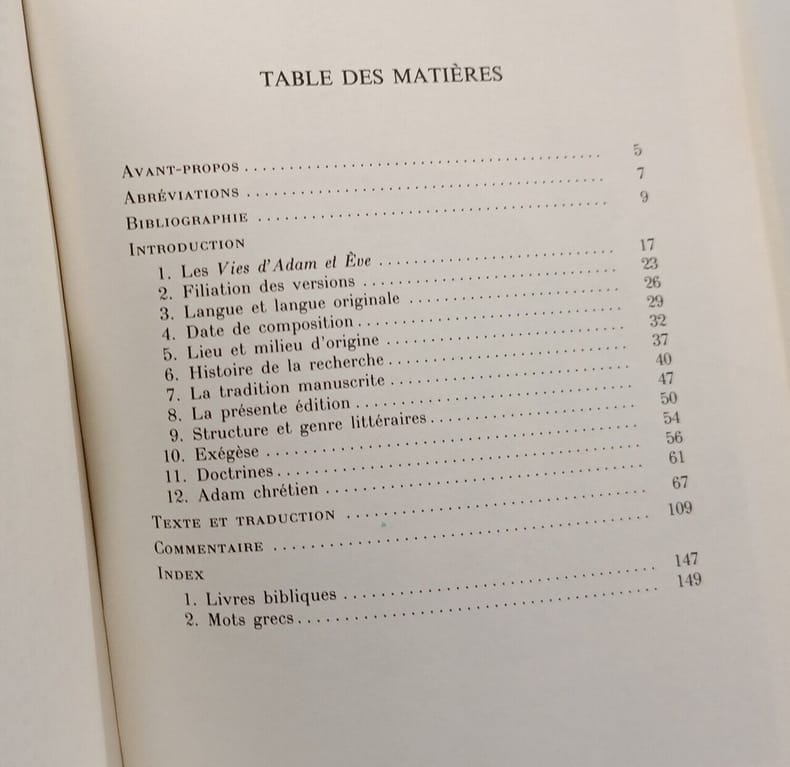 TABLE DES MATIÈRES
AVANT-PROPOS . . . . . . . . . . . . . . . . . . . . . . . . . . . . . . 5
ABRÉVIATIONS . . . . . . . . . . . . . . . . . . . . . . . . . . . . . . 7
BIBLIOGRAPHIE . . . . . . . . . . . . . . . . . . . . . . . . . . . . . . 9
INTRODUCTION
1. Les Vies d'Adam et Ève . . . . . . . . . . . . . . . . . . . . 17
2. Filiation des versions . . . . . . . . . . . . . . . . . . . . 23
3. Langue et langue originale . . . . . . . . . . . . . . . . . . . . 26
4. Date de composition . . . . . . . . . . . . . . . . . . . . 29
5. Lieu et milieu d'origine . . . . . . . . . . . . . . . . . . . . 32
6. Histoire de la recherche . . . . . . . . . . . . . . . . . . . . 37
7. La tradition manuscrite . . . . . . . . . . . . . . . . . . . . 40
8. La présente édition . . . . . . . . . . . . . . . . . . . . 47
9. Structure et genre littéraires . . . . . . . . . . . . . . . . . . . . 50
10. Exégèse . . . . . . . . . . . . . . . . . . . . 54
11. Doctrines . . . . . . . . . . . . . . . . . . . . 56
12. Adam chrétien . . . . . . . . . . . . . . . . . . . . 61
TEXTE ET TRADUCTION . . . . . . . . . . . . . . . . . . . . 67
COMMENTAIRE . . . . . . . . . . . . . . . . . . . . 109
INDEX
1. Livres bibliques . . . . . . . . . . . . . . . . . . . . 147
2. Mots grecs . . . . . . . . . . . . . . . . . . . . 149